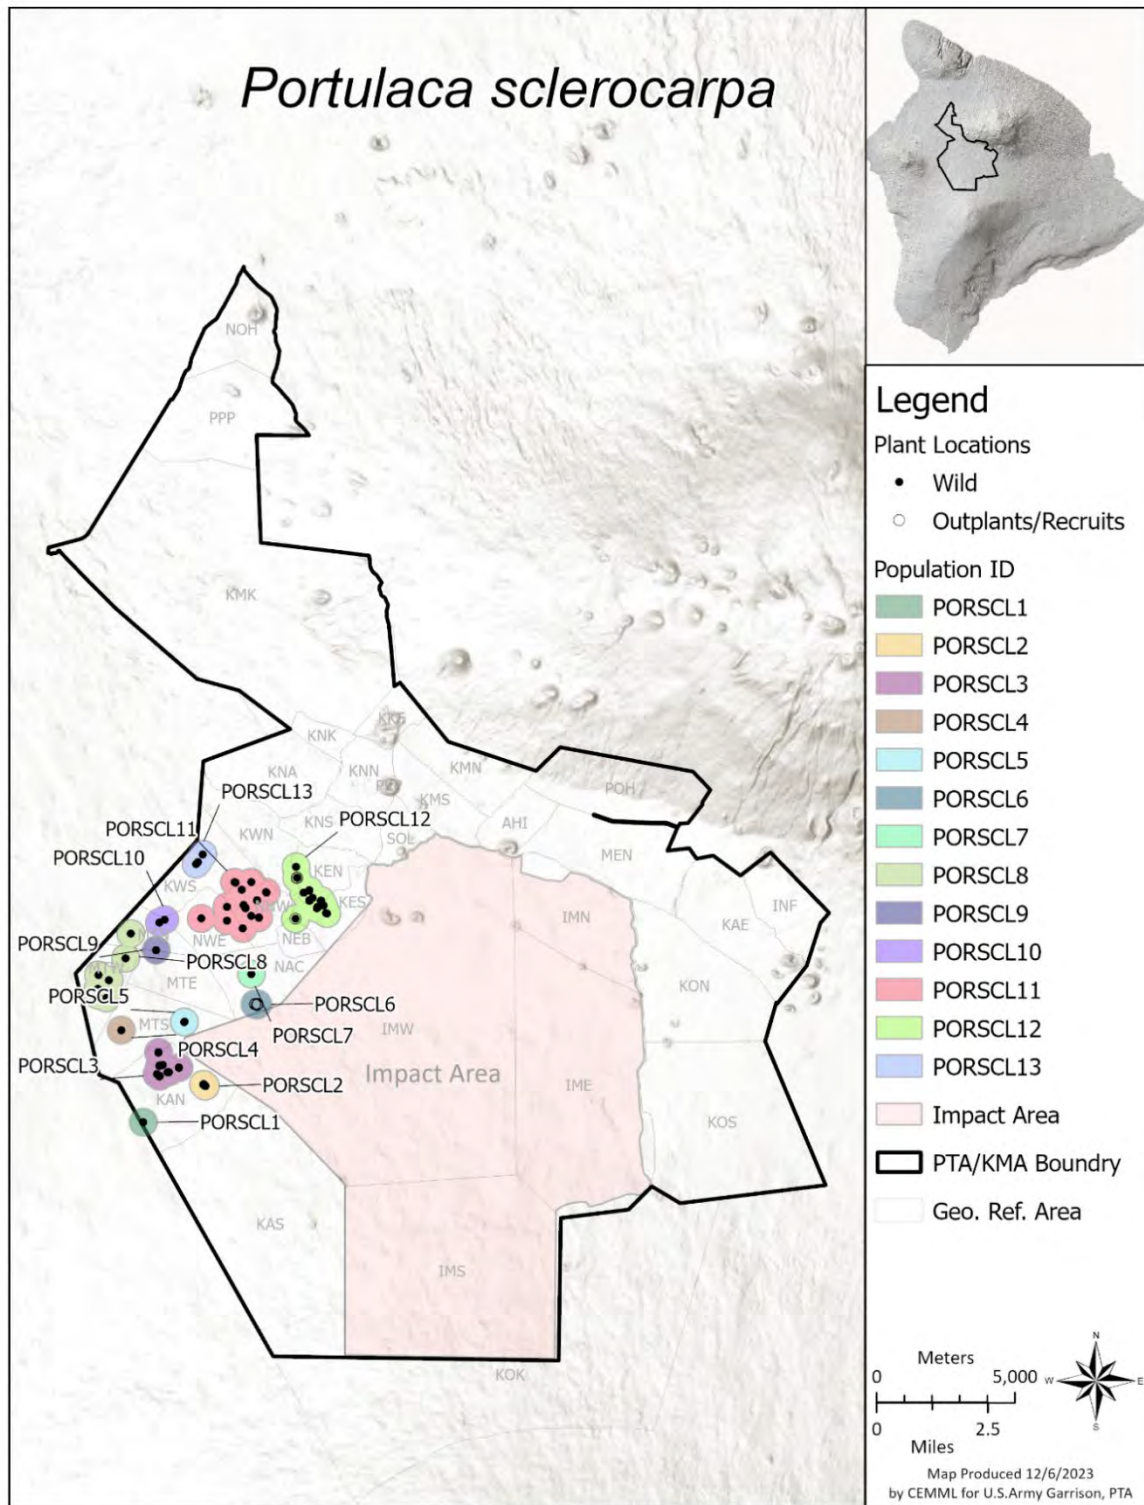 Portulaca sclerocarpa
NOH
PPP
KMK
KNK
KNA
KNN
KMN
KMS
POH
PORSCL13
PORSCL11
KWN
KNS
PORSCL12
SOL
AHI
MEN
PORSCL10
KWS
KEN
KES
IMN
INF
KAE
PORSCL9
NWE
NEB
PORSCL8
MTE
NAC
KON
PORSCL5
PORSCL6
MTS
PORSCL7
IMW
PORSCL4
PORSCL3
Impact Area
PORSCL2
IME
KAN
PORSCL1
KOS
KAS
IMS
KOK
Legend
Plant Locations
Wild
Outplants/Recruits
Population ID
PORSCL1
PORSCL2
PORSCL3
PORSCL4
PORSCL5
PORSCL6
PORSCL7
PORSCL8
PORSCL9
PORSCL10
PORSCL11
PORSCL12
PORSCL13
Impact Area
PTA/KMA Boundry
Geo. Ref. Area
Meters
0 5,000
0 2.5
Miles
N
W E
S
Map Produced 12/6/2023
by CEMML for U.S.Army Garrison, PTA